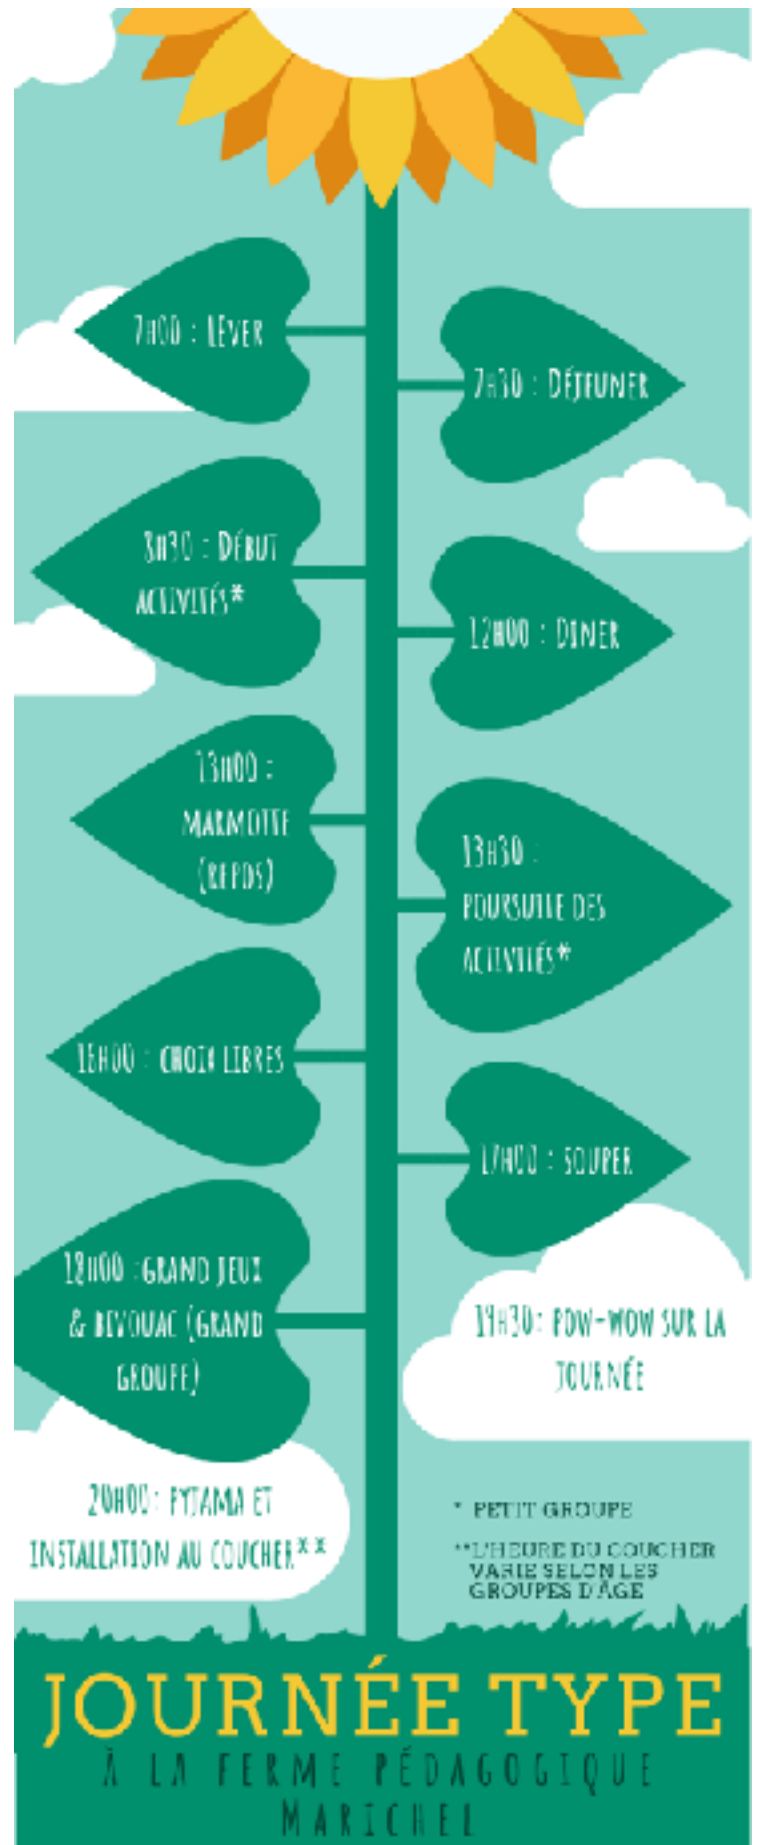 7H00 : LEVER
7H30 : DÉJEUNER
8H30 : DÉBUT
ACTIVITÉS*
12H00 : DINER
13H00 :
MARMOTTE
(REPOS)
13H30 :
POURSUITE DES
ACTIVITÉS*
16H00 : CHOIX LIBRES
17H00 : SOUPER
18H00 :GRAND JEUX
& BIVOUAC (GRAND
GROUPE)
19H30: POW-WOW SUR LA
JOURNÉE
20H00: PYJAMA ET
INSTALLATION AU COUCHER**
* PETIT GROUPE
**L'HEURE DU COUCHER
VARIE SELON LES
GROUPES D'ÂGE
JOURNÉE TYPE
À LA FERME PÉDAGOGIQUE
MARICHEL